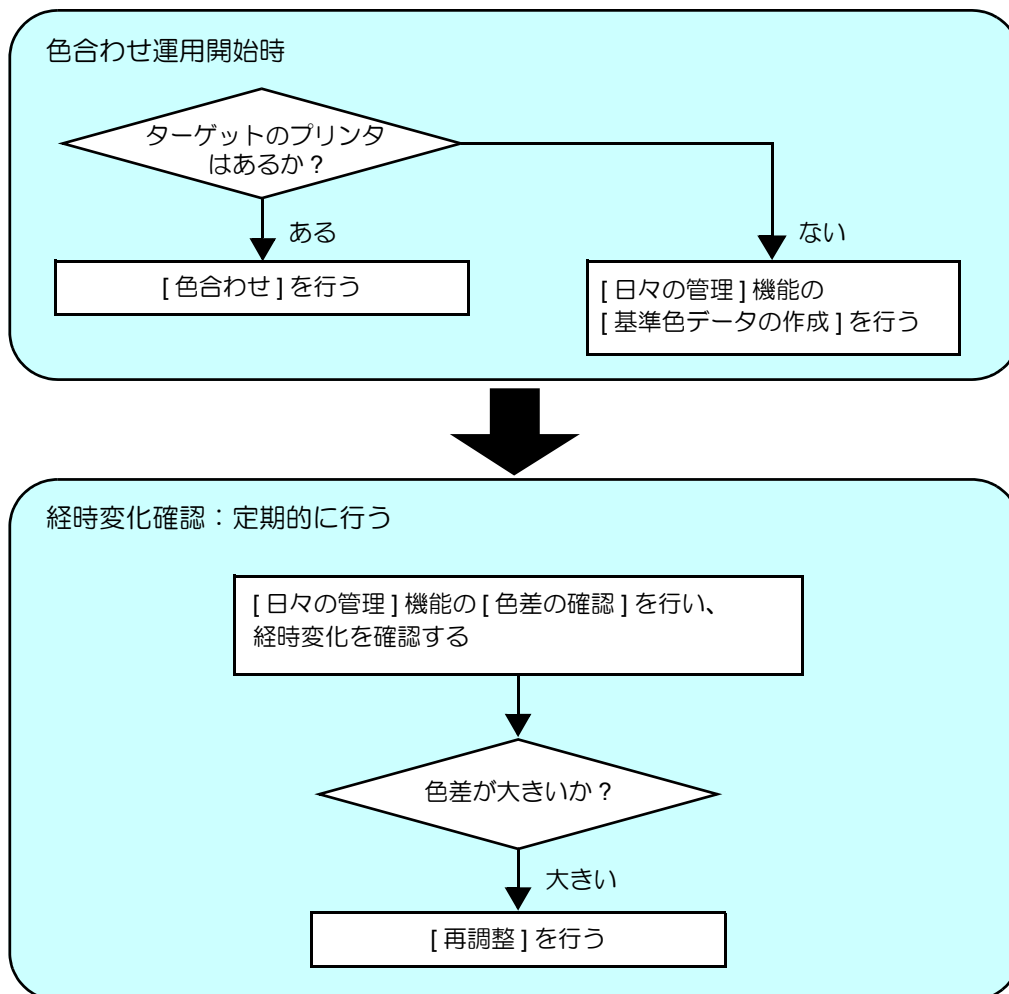 色合わせ運用開始時
ターゲットのプリンタ
はあるか？
ある
ない
[ 色合わせ ] を行う
[ 日々の管理 ] 機能の
[ 基準色データの作成 ] を行う
経時変化確認：定期的に行う
[ 日々の管理 ] 機能の [ 色差の確認 ] を行い、
経時変化を確認する
色差が大きいか？
大きい
[ 再調整 ] を行う